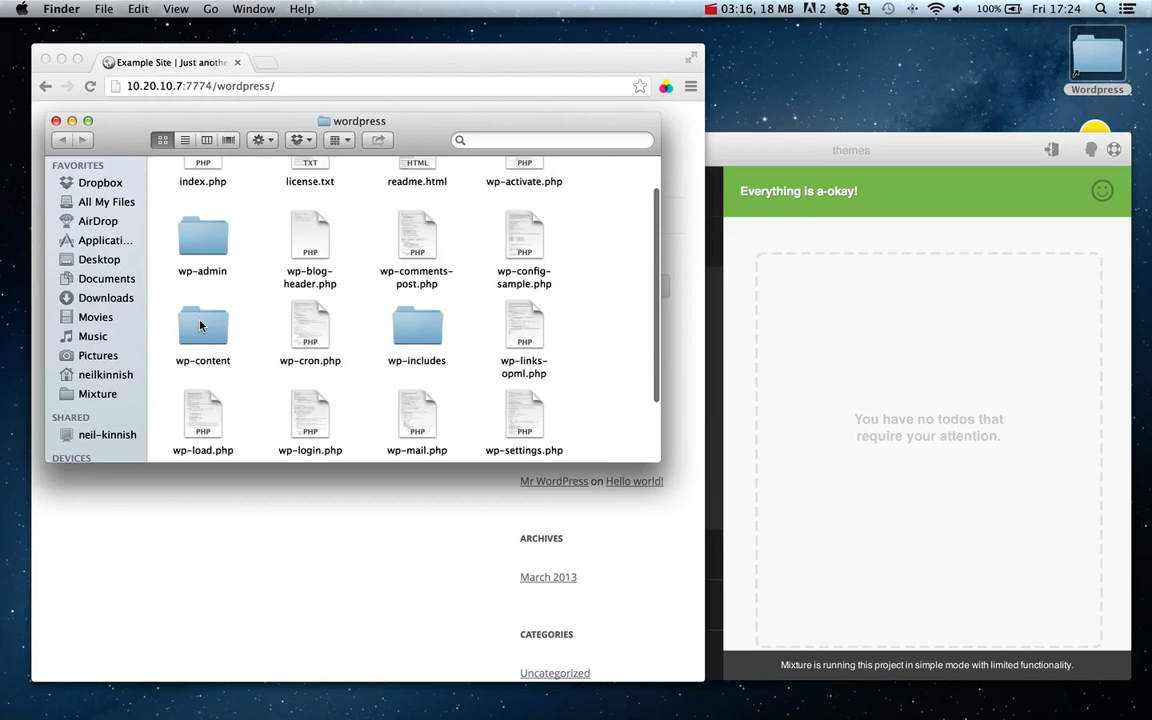 Finder File Edit View Go Window Help 03:16, 18 MB 2 100% Fri 17:24
Wordpress
Example Site | Just anothe
10.20.10.7:7774/wordpress/
wordpress
FAVORITES
Dropbox
All My Files
AirDrop
Applicati...
Desktop
Documents
Downloads
Movies
Music
Pictures
neilkinnish
Mixture
SHARED
neil-kinnish
DEVICES
PHP TXT HTML PHP
index.php license.txt readme.html wp-activate.php
PHP PHP PHP
wp-admin wp-blog-header.php wp-comments-post.php wp-config-sample.php
PHP PHP
wp-content wp-cron.php wp-includes wp-links-opml.php
PHP PHP PHP PHP
wp-load.php wp-login.php wp-mail.php wp-settings.php
Mr WordPress on Hello world!
ARCHIVES
March 2013
CATEGORIES
Uncategorized
themes
Everything is a-okay!
You have no todos that
require your attention.
Mixture is running this project in simple mode with limited functionality.